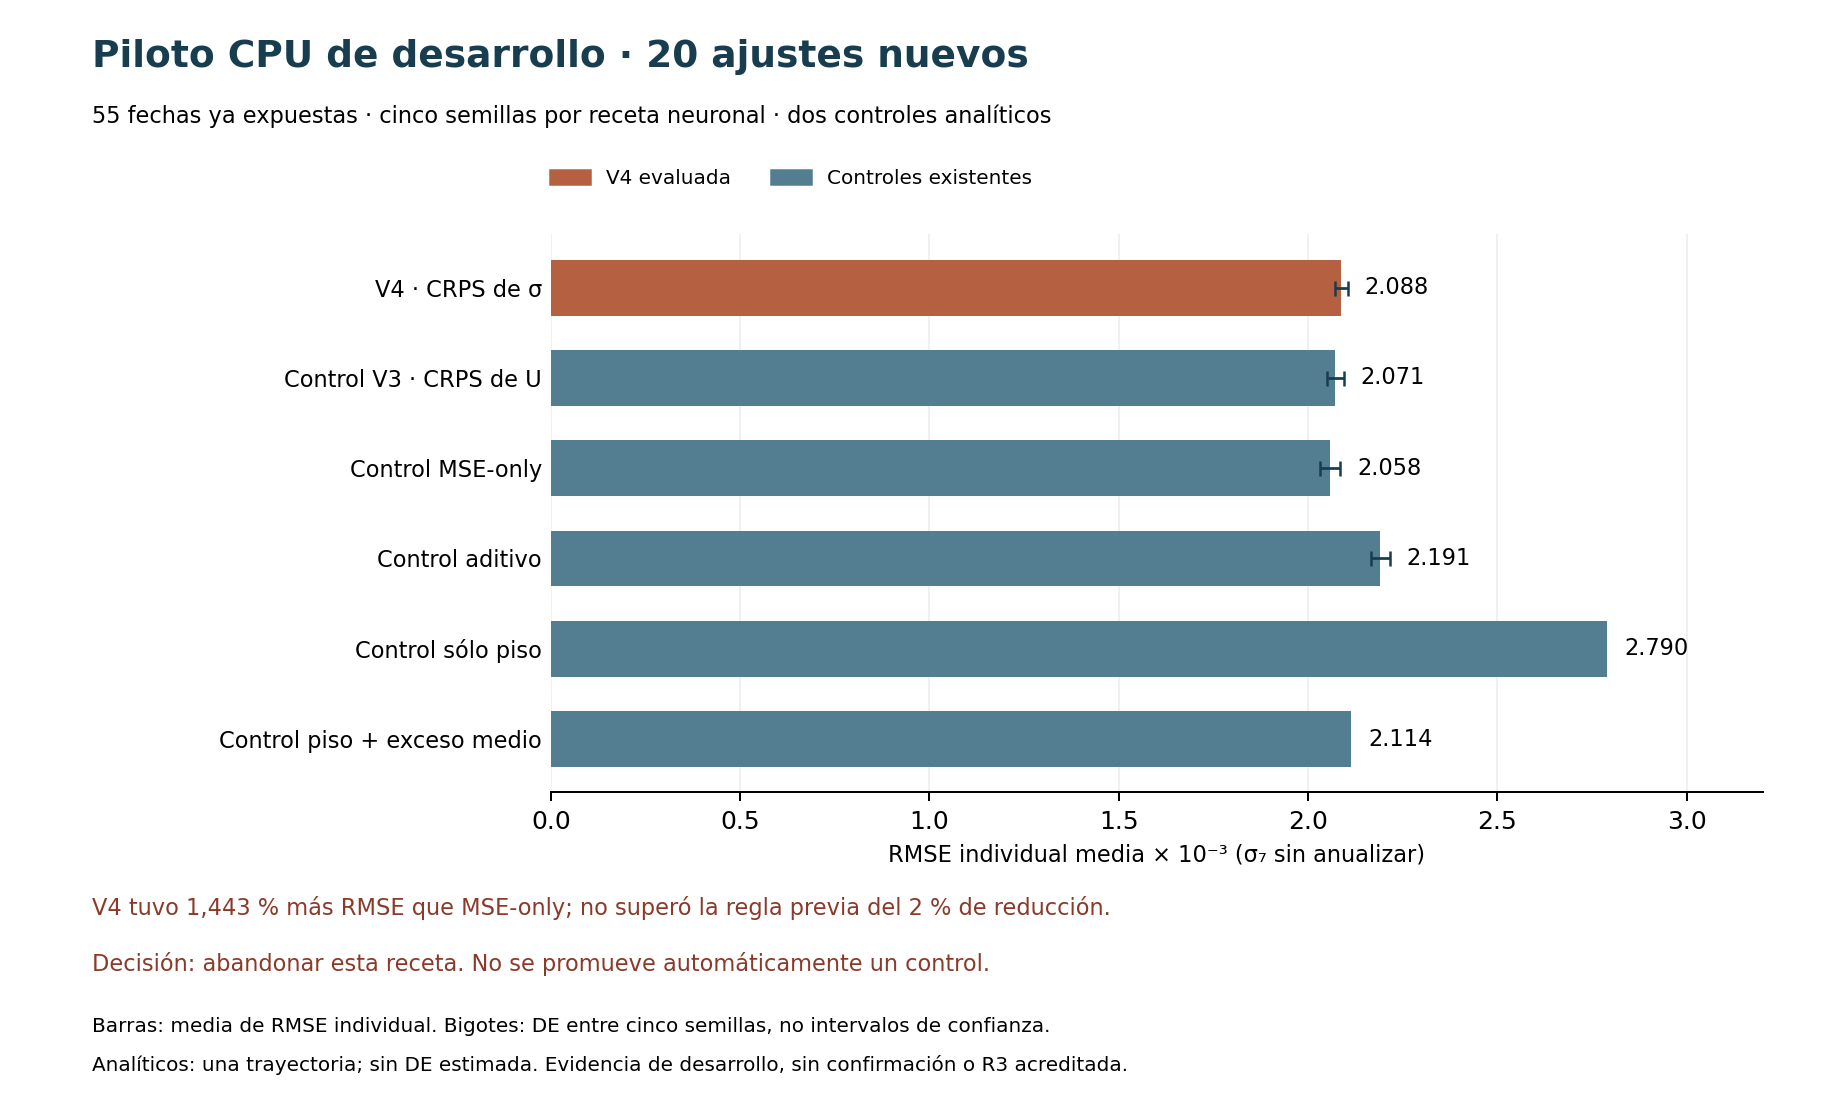 Piloto CPU de desarrollo · 20 ajustes nuevos
55 fechas ya expuestas · cinco semillas por receta neuronal · dos controles analíticos
V4 evaluada
Controles existentes
V4 · CRPS de σ
2.088
Control V3 · CRPS de U
2.071
Control MSE-only
2.058
Control aditivo
2.191
Control sólo piso
2.790
Control piso + exceso medio
2.114
0.0 0.5 1.0 1.5 2.0 2.5 3.0
RMSE individual media × 10⁻³ (σ₇ sin anualizar)
V4 tuvo 1,443 % más RMSE que MSE-only; no superó la regla previa del 2 % de reducción.
Decisión: abandonar esta receta. No se promueve automáticamente un control.
Barras: media de RMSE individual. Bigotes: DE entre cinco semillas, no intervalos de confianza.
Analíticos: una trayectoria; sin DE estimada. Evidencia de desarrollo, sin confirmación o R3 acreditada.